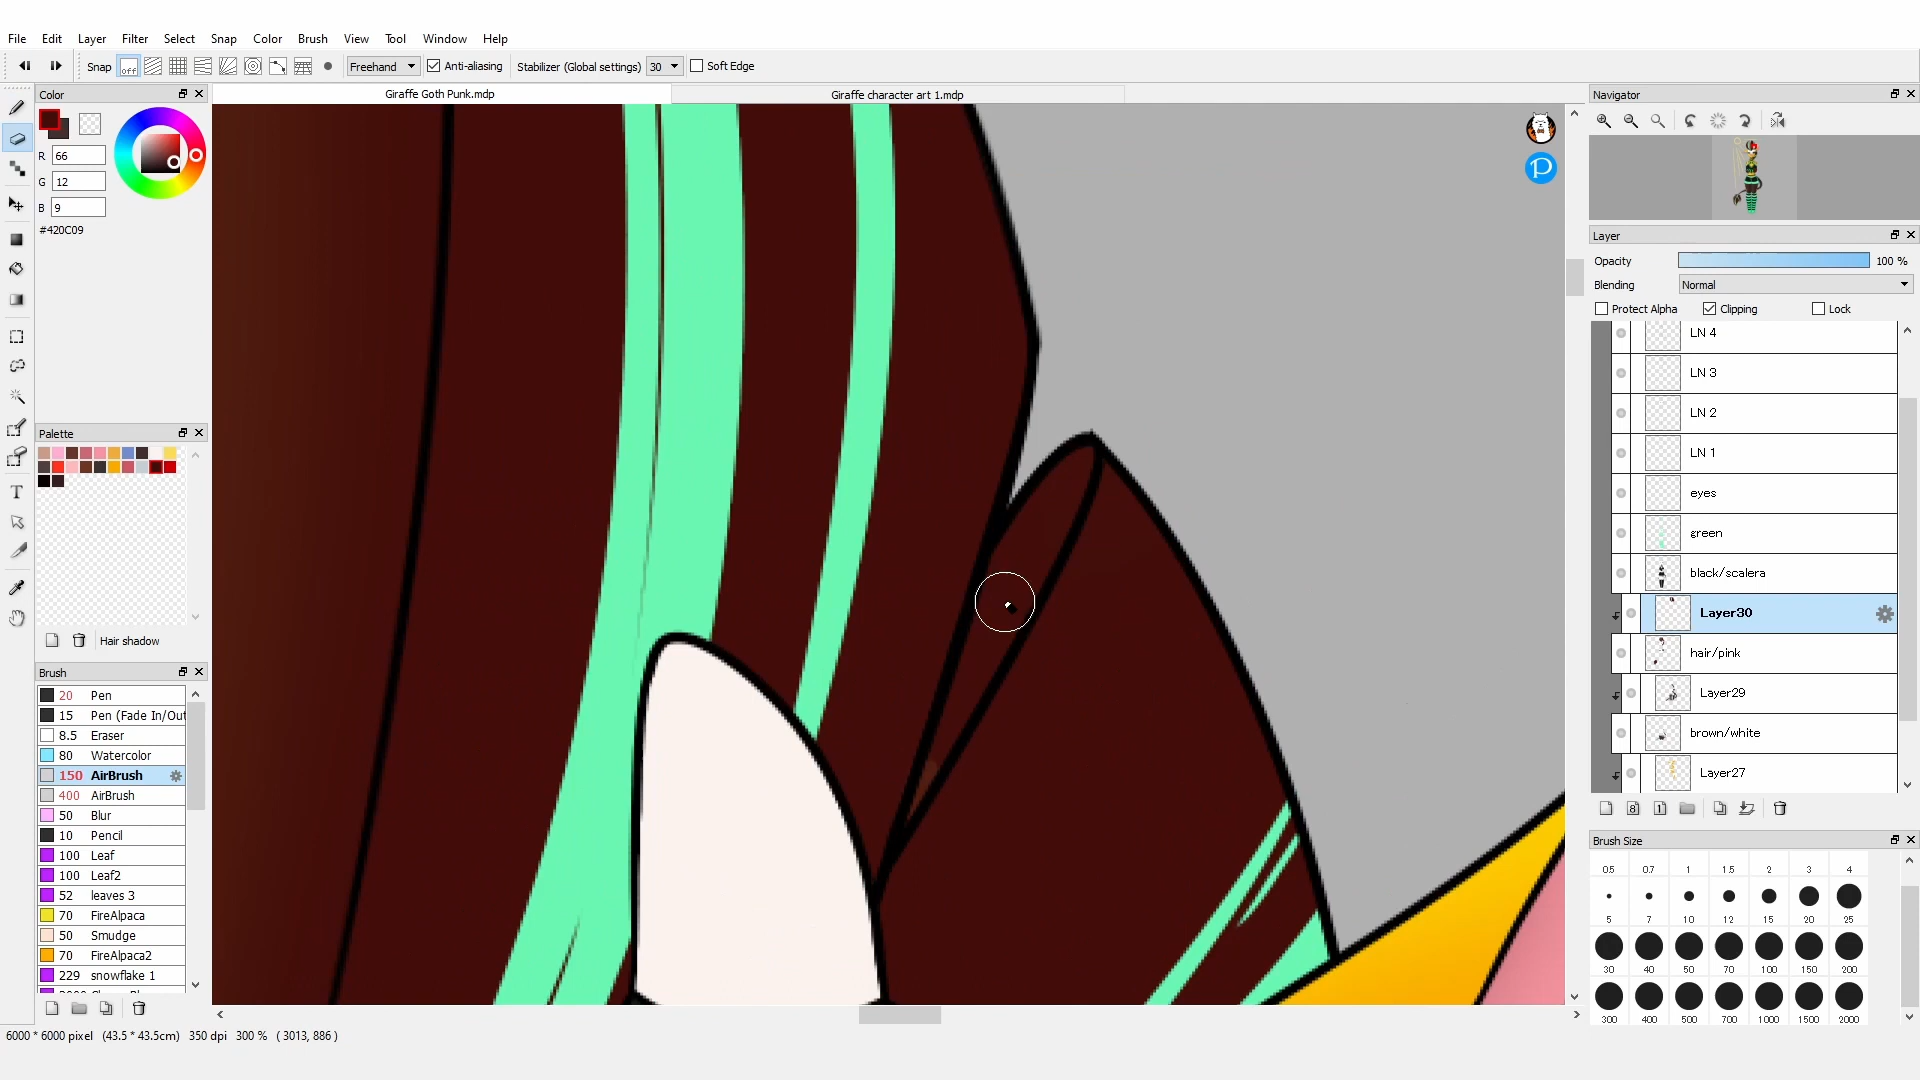 File Edit Layer Filter Select Snap Color Brush View Tool Window Help
Snap off Freehand Anti-aliasing Stabilizer (Global settings) 30 Soft Edge
Color
Giraffe Goth Punk.mdp Giraffe character art 1.mdp
R 66
G 12
B 9
#420C09
Palette
Hair shadow
Brush
20 Pen
15 Pen (Fade In/Out
8.5 Eraser
80 Watercolor
150 AirBrush
400 AirBrush
50 Blur
10 Pencil
100 Leaf
100 Leaf2
52 leaves 3
70 FireAlpaca
50 Smudge
70 FireAlpaca2
229 snowflake 1
P
Navigator
Layer
Opacity 100 %
Blending Normal
Protect Alpha Clipping Lock
LN 4
LN 3
LN 2
LN 1
eyes
green
black/scalera
Layer30
hair/pink
Layer29
brown/white
Layer27
8 1
Brush Size
0.5 0.7 1 1.5 2 3 4
5 7 10 12 15 20 25
30 40 50 70 100 150 200
300 400 500 700 1000 1500 2000
6000 * 6000 pixel (43.5 * 43.5cm) 350 dpi 300 % ( 3013, 886 )